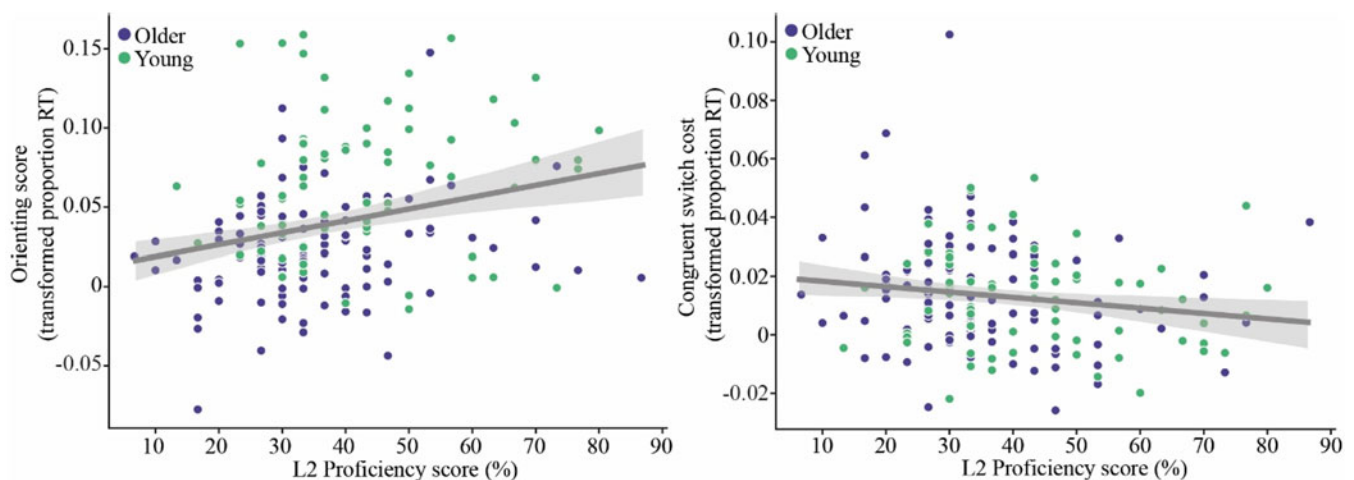 Older
Young
0.15
0.10
0.05
0
-0.05
Orienting score
(transformed proportion RT)
10 20 30 40 50 60 70 80 90
L2 Proficiency score (%)
Older
Young
0.10
0.08
0.06
0.04
0.02
0
-0.02
Congruent switch cost
(transformed proportion RT)
10 20 30 40 50 60 70 80 90
L2 Proficiency score (%)